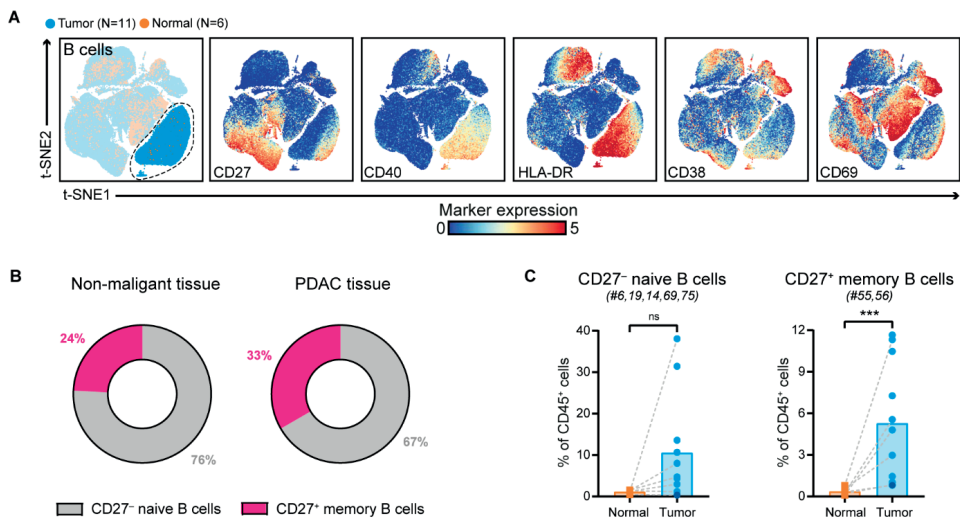 A
Tumor (N=11) Normal (N=6)
B cells
CD27
CD40
HLA-DR
CD38
CD69
t-SNE2
t-SNE1
Marker expression
0 5
B
Non-maligant tissue
PDAC tissue
24%
76%
33%
67%
CD27⁻ naive B cells
CD27⁺ memory B cells
C
CD27⁻ naive B cells
(#6,19,14,69,75)
ns
% of CD45⁺ cells
40
30
20
10
0
Normal Tumor
CD27⁺ memory B cells
(#55,56)
***
% of CD45⁺ cells
12
9
6
3
0
Normal Tumor